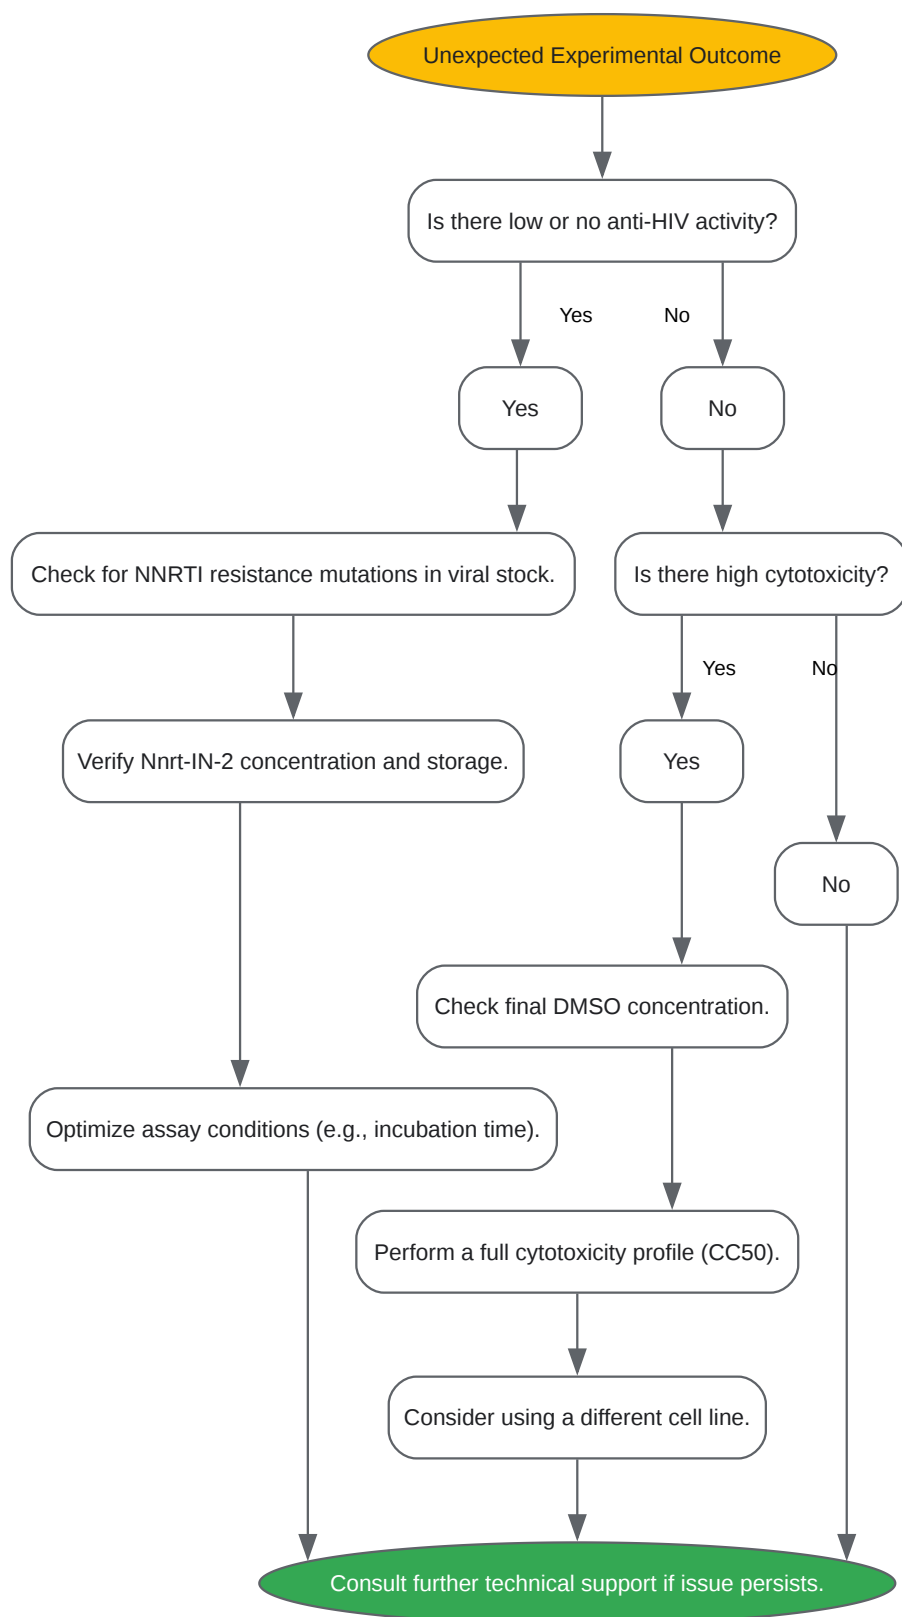 Unexpected Experimental Outcome
Is there low or no anti-HIV activity?
Yes
No
Yes
No
Check for NNRTI resistance mutations in viral stock.
Is there high cytotoxicity?
Yes
No
Verify Nnrt-IN-2 concentration and storage.
Yes
No
Check final DMSO concentration.
Optimize assay conditions (e.g., incubation time).
Perform a full cytotoxicity profile (CC50).
Consider using a different cell line.
Consult further technical support if issue persists.